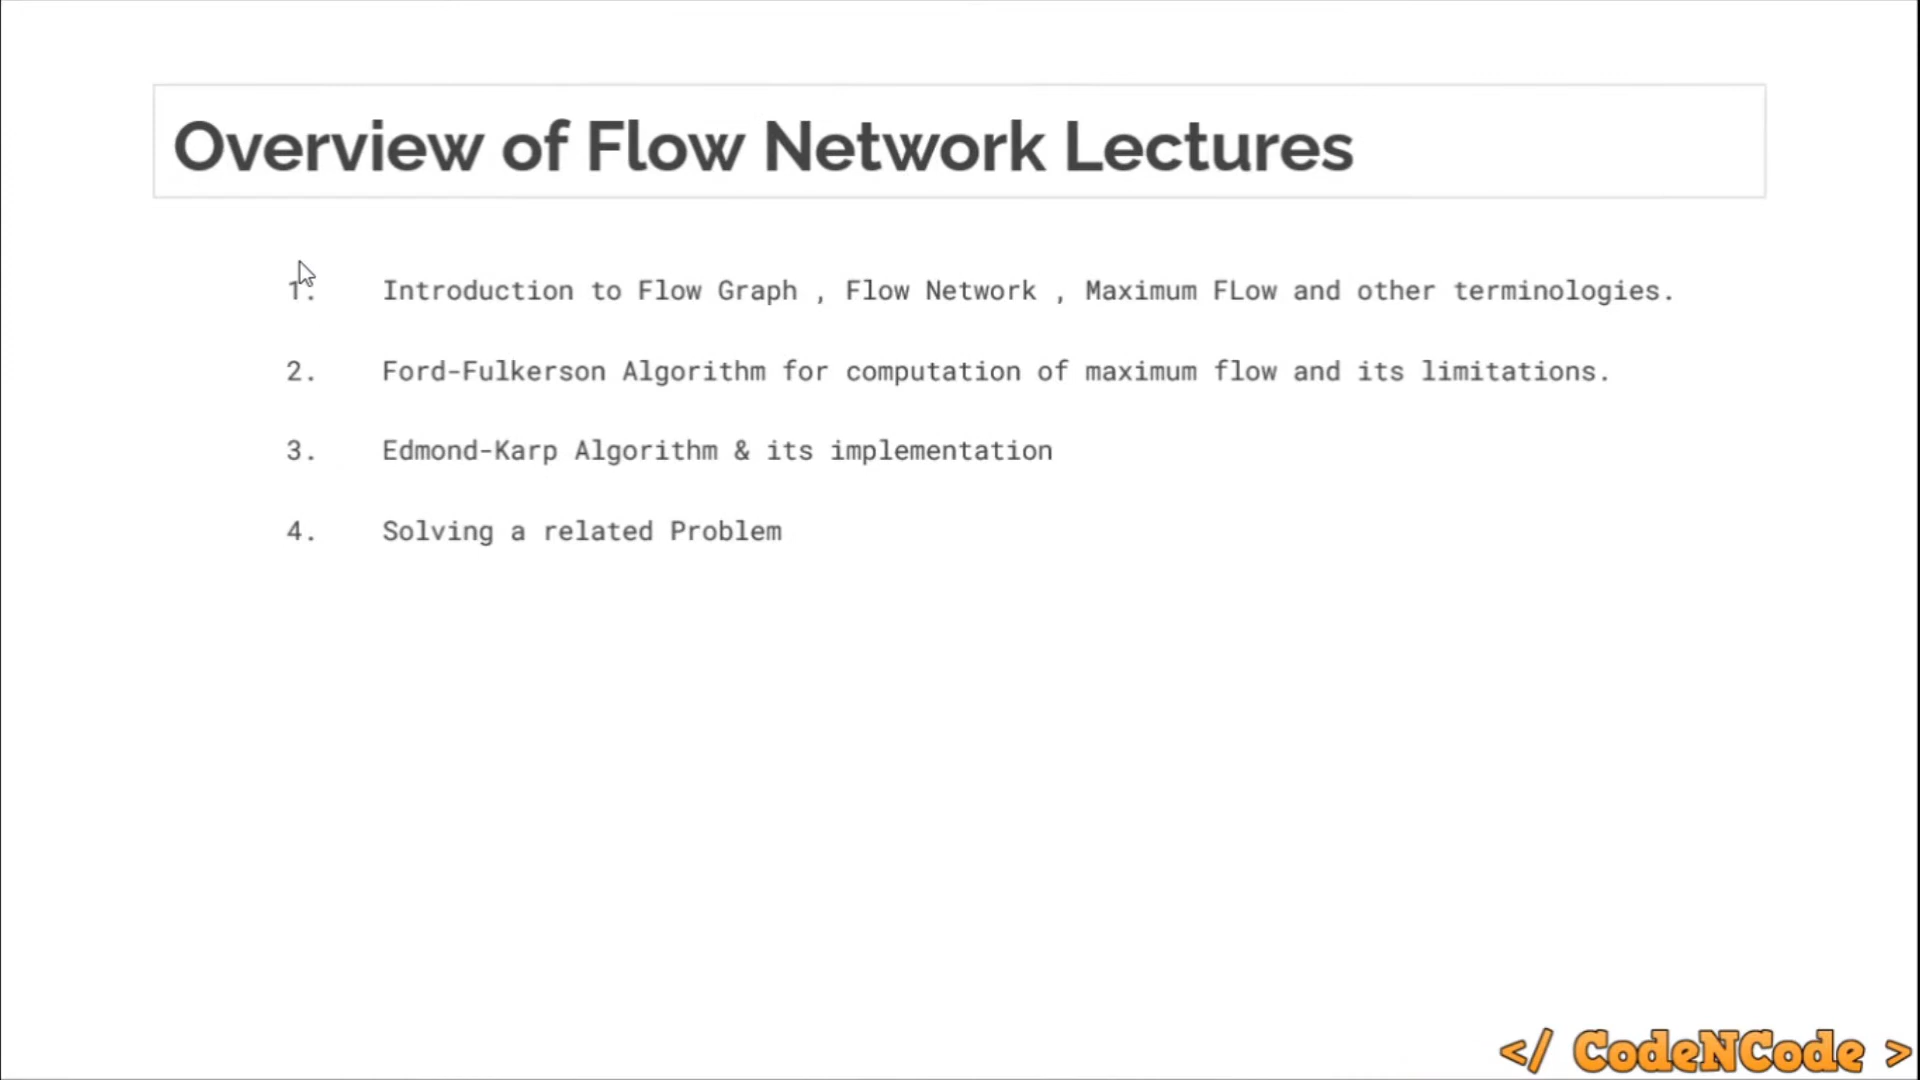 Overview of Flow Network Lectures
1. Introduction to Flow Graph , Flow Network , Maximum FLow and other terminologies.
2. Ford-Fulkerson Algorithm for computation of maximum flow and its limitations.
3. Edmond-Karp Algorithm & its implementation
4. Solving a related Problem
</ CodeNCode >